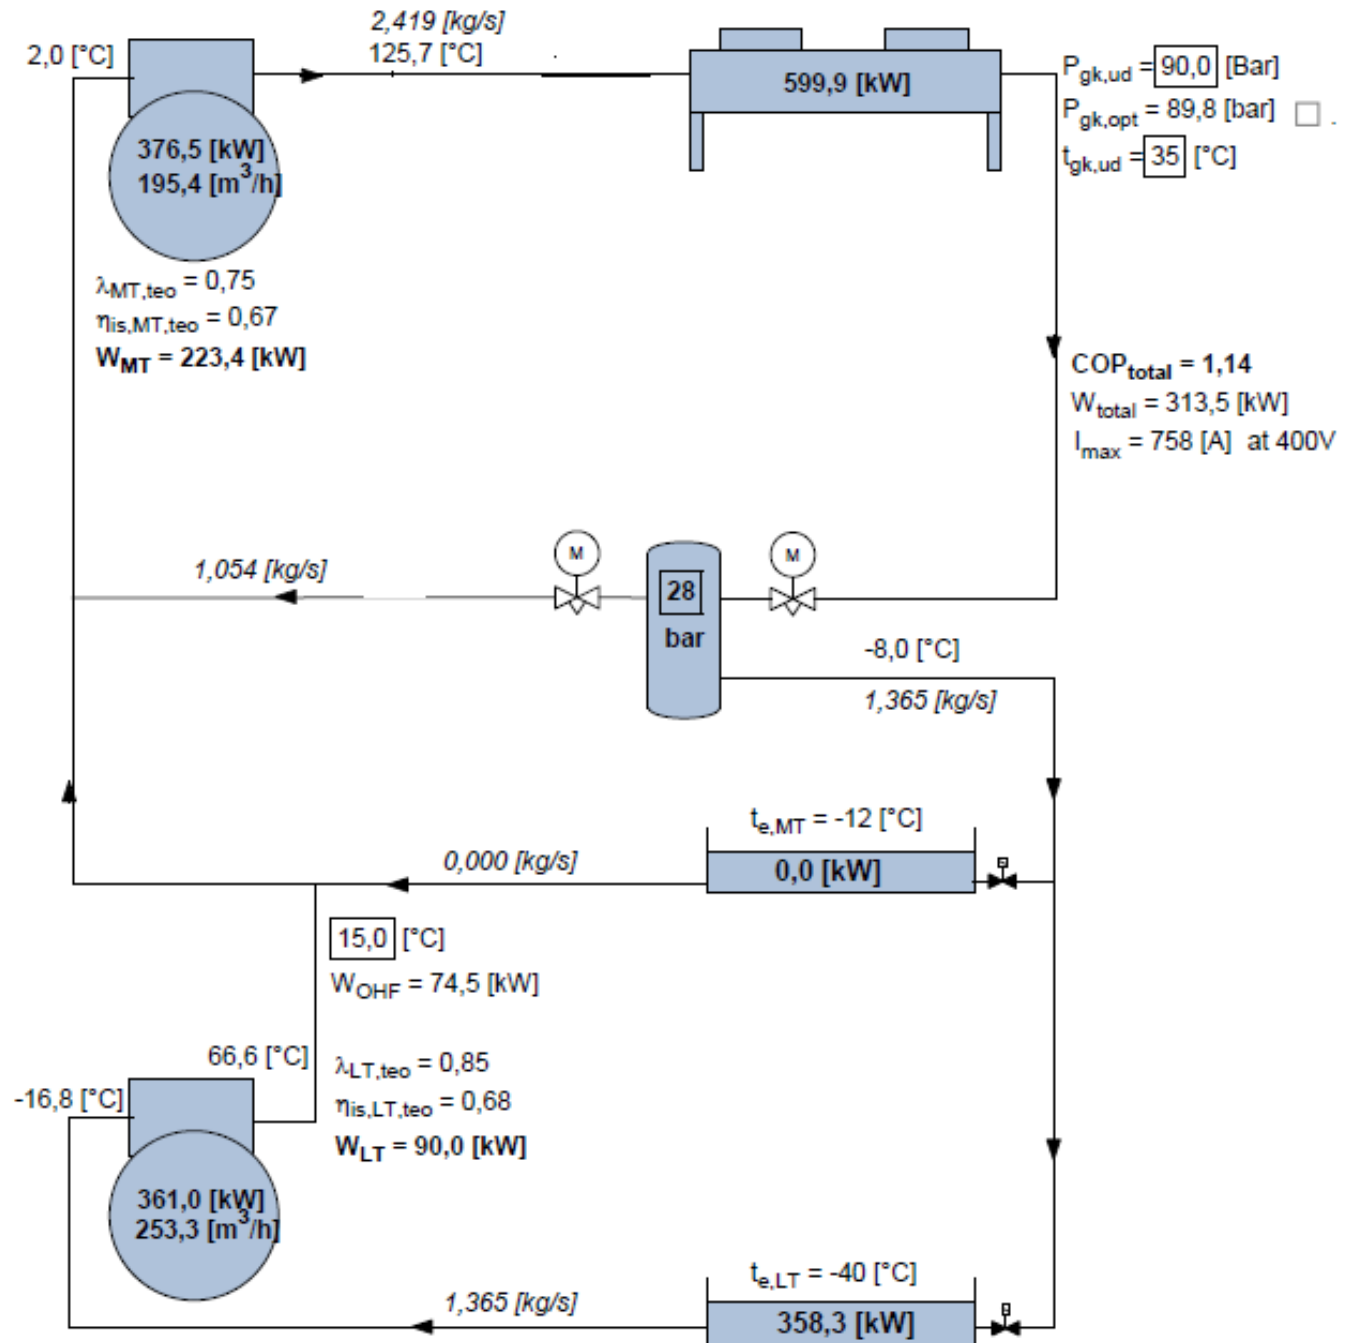 2,419 [kg/s]
2,0 [°C]
125,7 [°C]
599,9 [kW]
P_gk,ud = 90,0 [Bar]
P_gk,opt = 89,8 [bar]
t_gk,ud = 35 [°C]
376,5 [kW]
195,4 [m³/h]
λ_MT,teo = 0,75
η_is,MT,teo = 0,67
W_MT = 223,4 [kW]
COP_total = 1,14
W_total = 313,5 [kW]
I_max = 758 [A] at 400V
M
M
1,054 [kg/s]
28
bar
-8,0 [°C]
1,365 [kg/s]
t_e,MT = -12 [°C]
0,000 [kg/s]
0,0 [kW]
15,0 [°C]
W_OHF = 74,5 [kW]
66,6 [°C]
-16,8 [°C]
λ_LT,teo = 0,85
η_is,LT,teo = 0,68
W_LT = 90,0 [kW]
361,0 [kW]
253,3 [m³/h]
t_e,LT = -40 [°C]
1,365 [kg/s]
358,3 [kW]